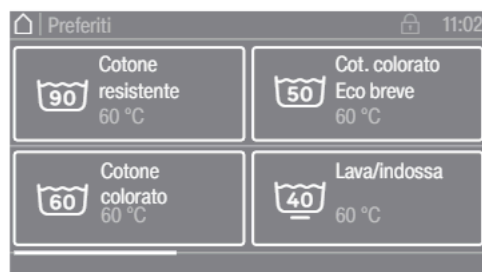 Preferiti 11:02
Cotone
resistente
90
60 °C
Cot. colorato
Eco breve
50
60 °C
Cotone
colorato
60
60 °C
Lava/indossa
40
60 °C